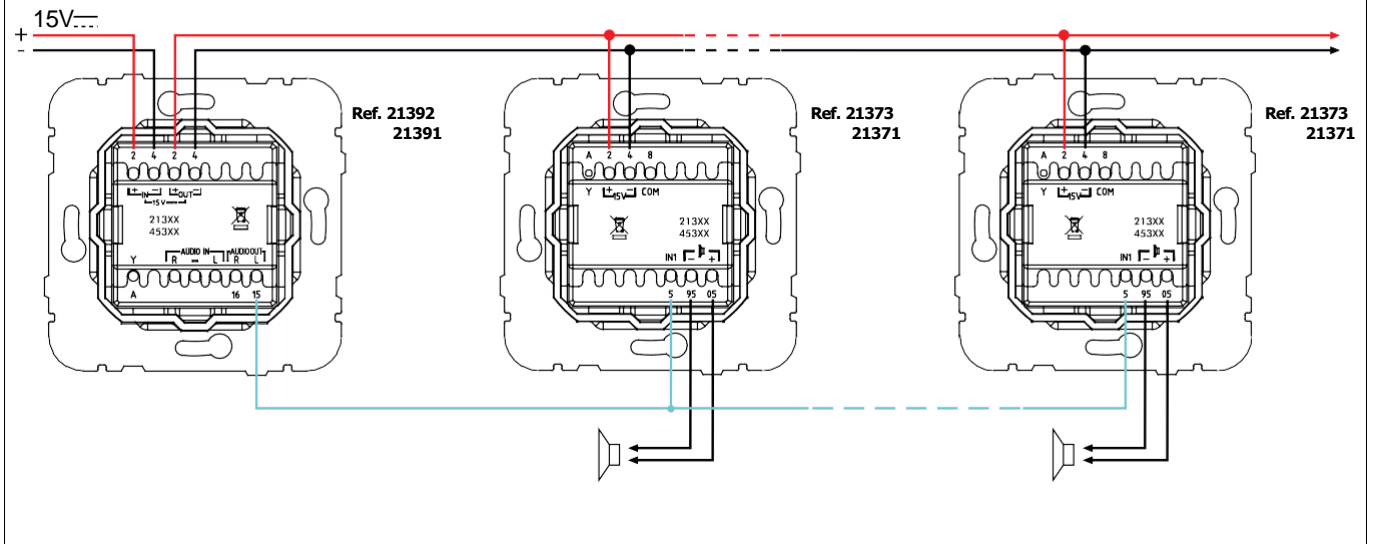 15V
+
-
Ref. 21392
21391
2 4 2 4
+ IN - + OUT -
15V
213XX
453XX
AUDIO IN AUDIO OUT
Y R - L R L
A 16 15
Ref. 21373
21371
A 2 4 8
Y + 15V - COM
213XX
453XX
IN1 - +
5 95 05
Ref. 21373
21371
A 2 4 8
Y + 15V - COM
213XX
453XX
IN1 - +
5 95 05